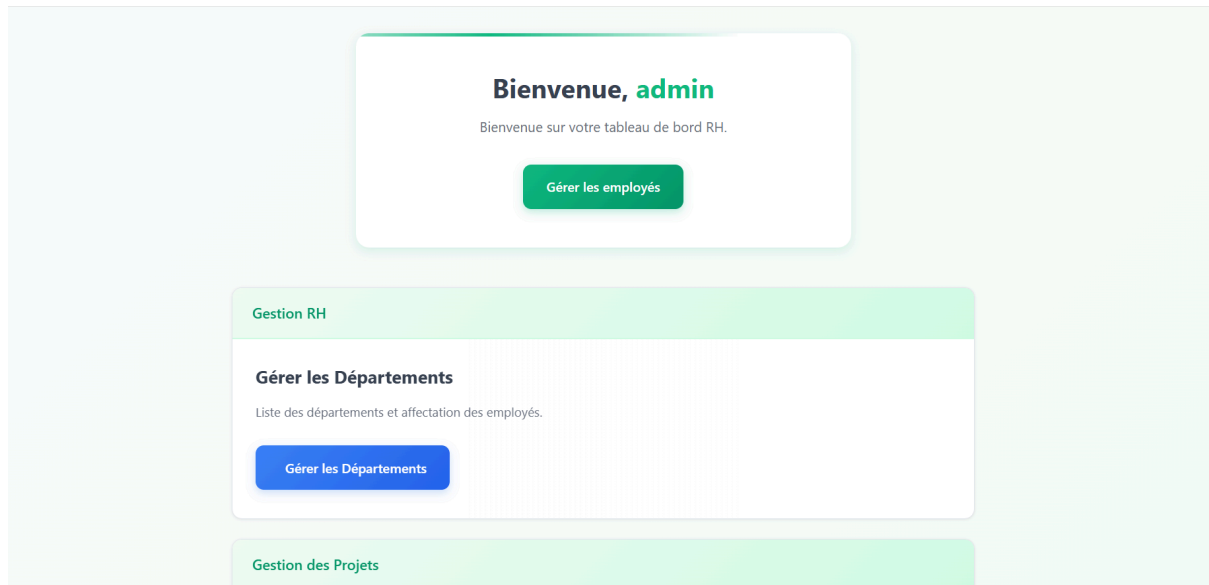 Bienvenue, admin
Bienvenue sur votre tableau de bord RH.
Gérer les employés
Gestion RH
Gérer les Départements
Liste des départements et affectation des employés.
Gérer les Départements
Gestion des Projets